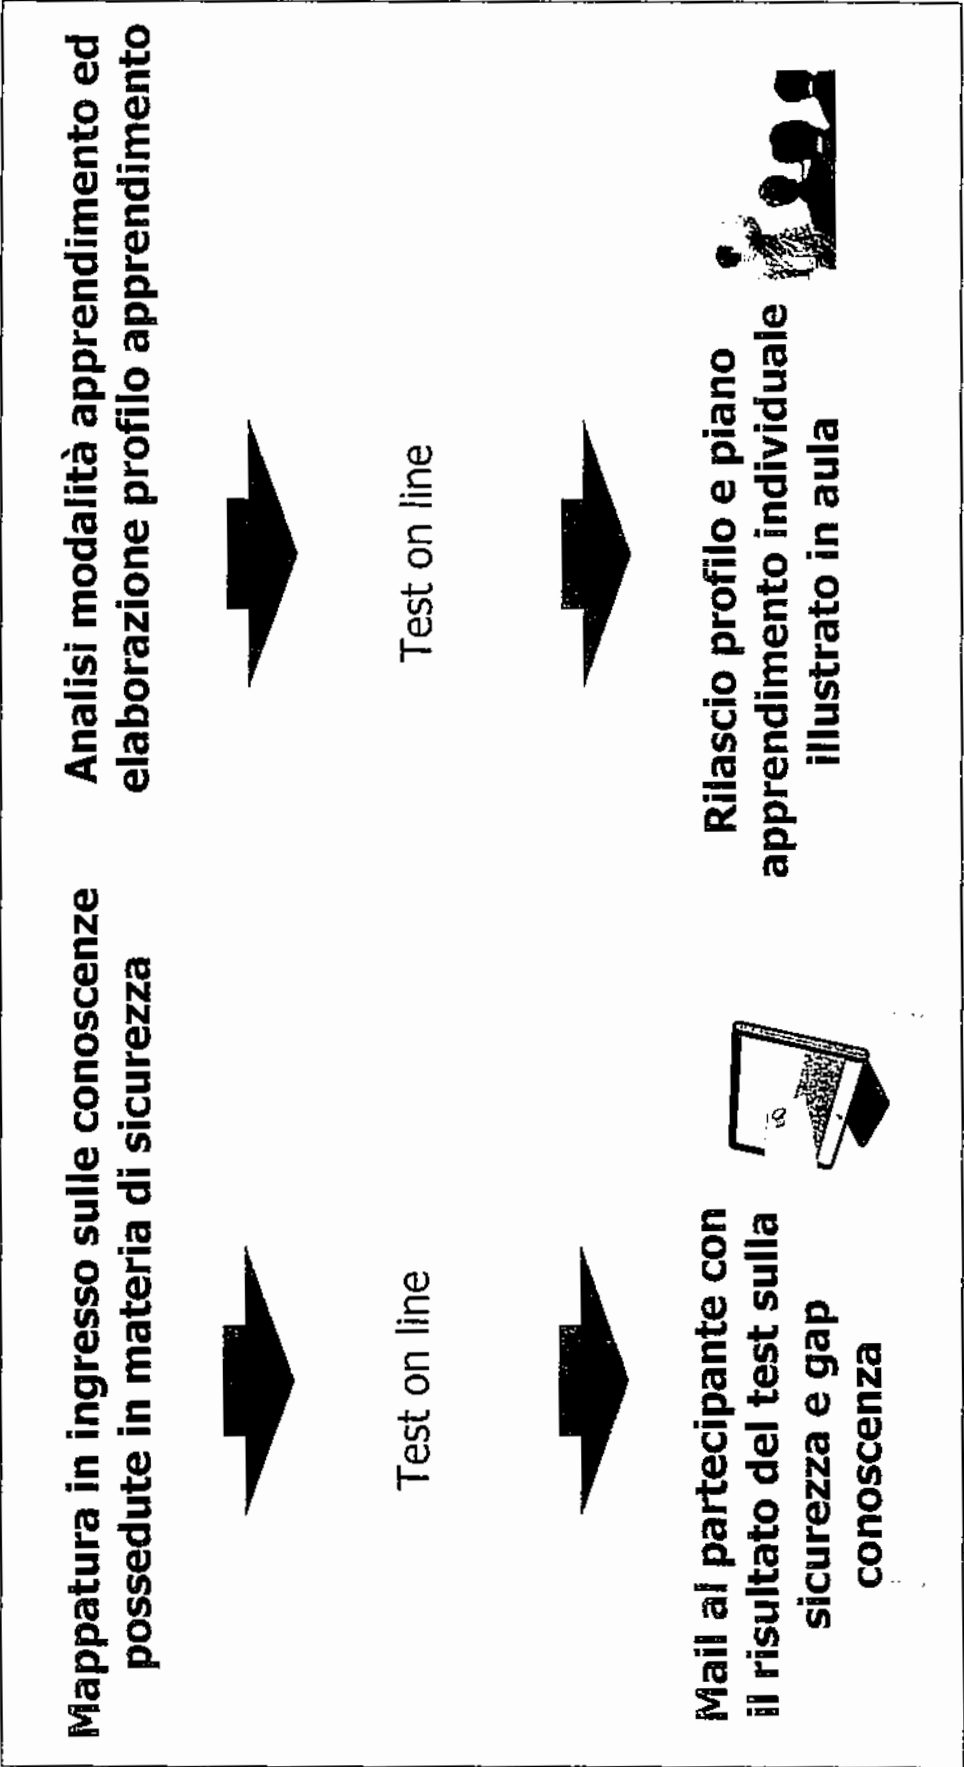 Mappatura in ingresso sulle conoscenze
possedute in materia di sicurezza
Test on line
Mail al partecipante con
il risultato del test sulla
sicurezza e gap
conoscenza
Analisi modalità apprendimento ed
elaborazione profilo apprendimento
Test on line
Rilascio profilo e piano
apprendimento individuale
illustrato in aula